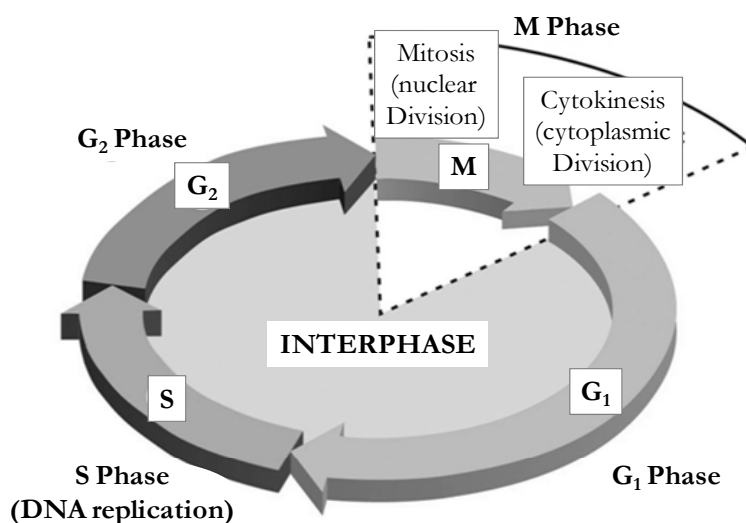 M Phase
Mitosis
(nuclear
Division)
Cytokinesis
(cytoplasmic
Division)
G₂ Phase
G₂
M
INTERPHASE
S
G₁
S Phase
(DNA replication)
G₁ Phase